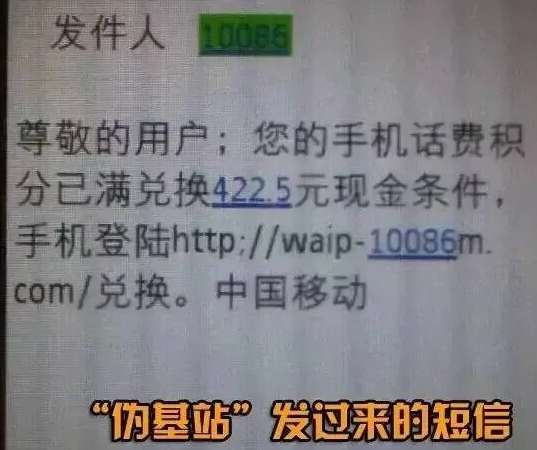 发件人 10086
尊敬的用户；您的手机话费积
分已满兑换422.5元现金条件，
手机登陆http;//waip-10086m.
com/兑换。中国移动
“伪基站”发过来的短信